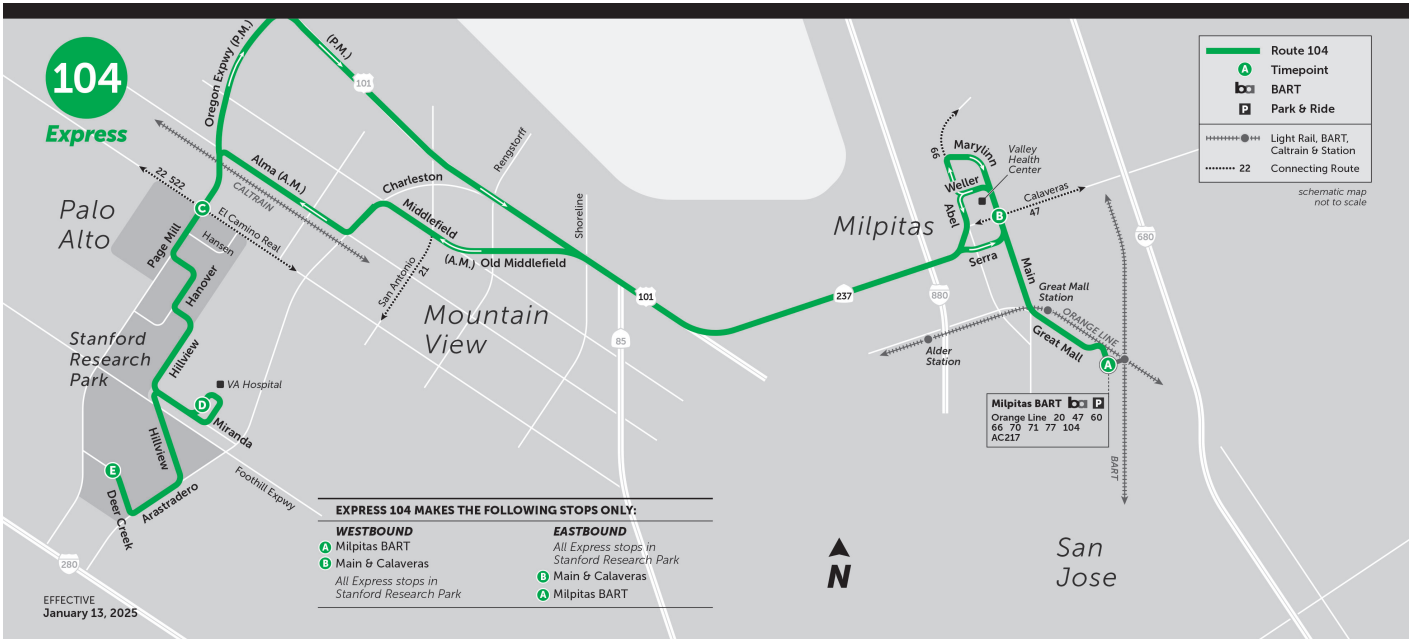 104
Express
Oregon Expwy (P.M.)
(P.M.)
101
Route 104
A Timepoint
ba BART
P Park & Ride
Light Rail, BART,
Caltrain & Station
22 Connecting Route
schematic map
not to scale
22 522
CALTRAIN
Alma (A.M.)
Charleston
Rengstorff
Shoreline
Middlefield
(A.M.) Old Middlefield
San Antonio
21
C
El Camino Real
Hansen
Page Mill
Hanover
Palo
Alto
Mountain
View
Stanford
Research
Park
Hillview
VA Hospital
D
Miranda
Hillview
E
Deer Creek
Arastradero
Foothill Expwy
280
101
85
237
880
680
Milpitas
66
Marylinn
Valley
Health
Center
Weller
Abel
B
Calaveras
47
Serra
Main
Great Mall
Station
ORANGE LINE
Great Mall
Alder
Station
A
Milpitas BART ba P
Orange Line 20 47 60
66 70 71 77 104
AC217
BART
San
Jose
N
EXPRESS 104 MAKES THE FOLLOWING STOPS ONLY:
WESTBOUND
A Milpitas BART
B Main & Calaveras
All Express stops in
Stanford Research Park
EASTBOUND
All Express stops in
Stanford Research Park
B Main & Calaveras
A Milpitas BART
EFFECTIVE
January 13, 2025